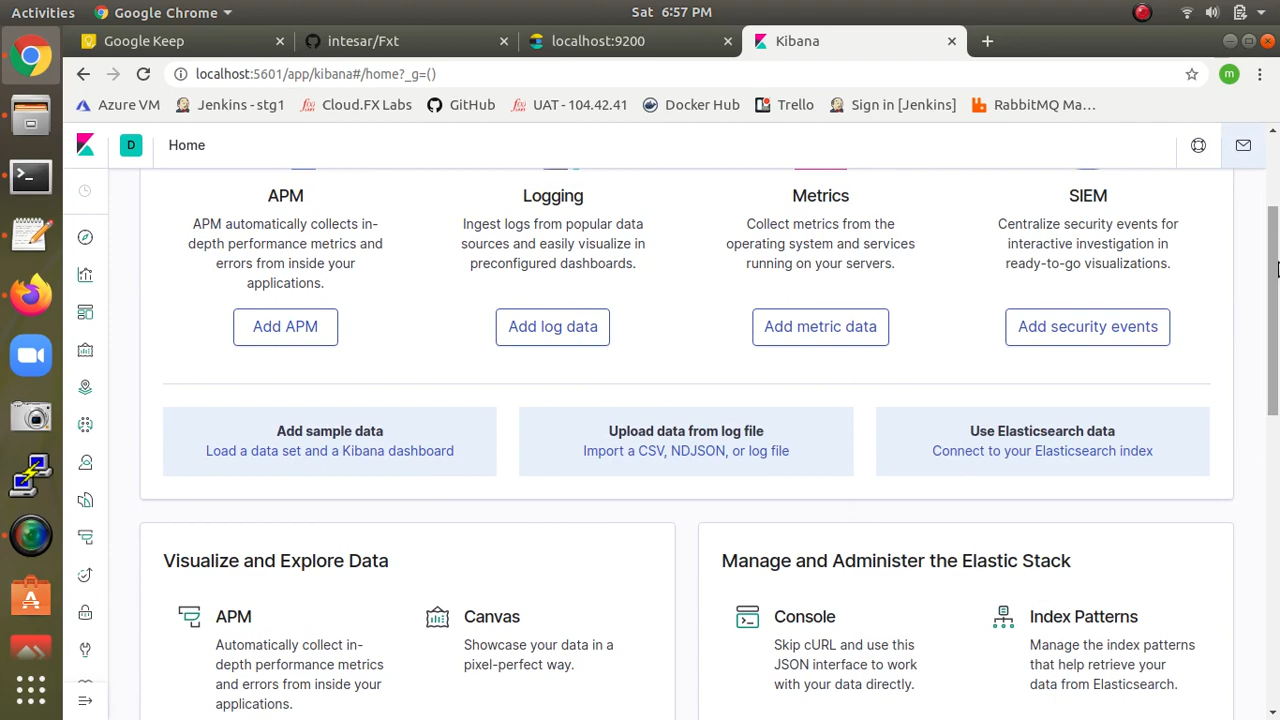 Activities
Google Chrome
Sat 6:57 PM
Google Keep
intesar/Fxt
localhost:9200
Kibana
localhost:5601/app/kibana#/home?_g=()
m
Azure VM
Jenkins - stg1
Cloud.FX Labs
GitHub
UAT - 104.42.41
Docker Hub
Trello
Sign in [Jenkins]
RabbitMQ Ma…
D
Home
APM
APM automatically collects in-
depth performance metrics and
errors from inside your
applications.
Add APM
Logging
Ingest logs from popular data
sources and easily visualize in
preconfigured dashboards.
Add log data
Metrics
Collect metrics from the
operating system and services
running on your servers.
Add metric data
SIEM
Centralize security events for
interactive investigation in
ready-to-go visualizations.
Add security events
Add sample data
Load a data set and a Kibana dashboard
Upload data from log file
Import a CSV, NDJSON, or log file
Use Elasticsearch data
Connect to your Elasticsearch index
Visualize and Explore Data
APM
Automatically collect in-
depth performance metrics
and errors from inside your
applications.
Canvas
Showcase your data in a
pixel-perfect way.
Manage and Administer the Elastic Stack
Console
Skip cURL and use this
JSON interface to work
with your data directly.
Index Patterns
Manage the index patterns
that help retrieve your
data from Elasticsearch.